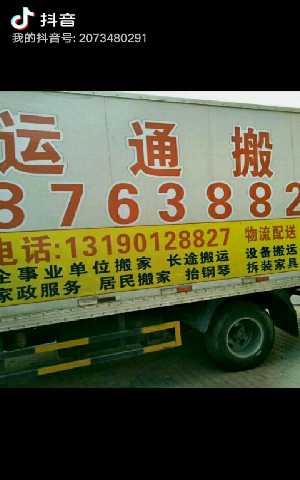 抖音
我的抖音号: 2073480291
运通搬
8763882
电话:13190128827 物流配送
企事业单位搬家 长途搬运 设备搬运
家政服务 居民搬家 抬钢琴 拆装家具